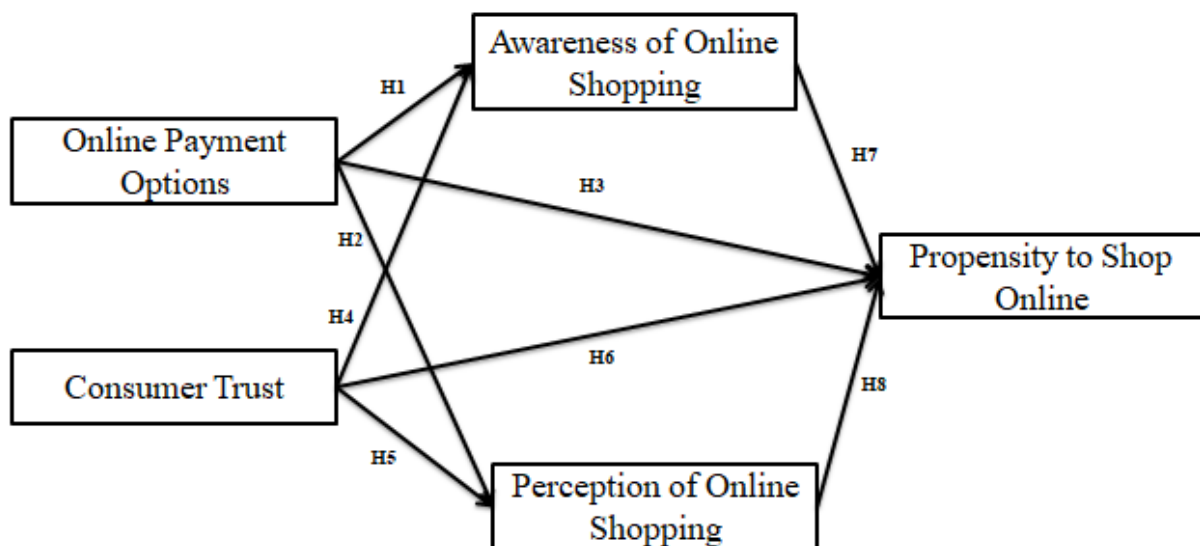 Awareness of Online
Shopping
H1
Online Payment
Options
H7
H3
H2
Propensity to Shop
Online
H4
H6
Consumer Trust
H8
H5
Perception of Online
Shopping